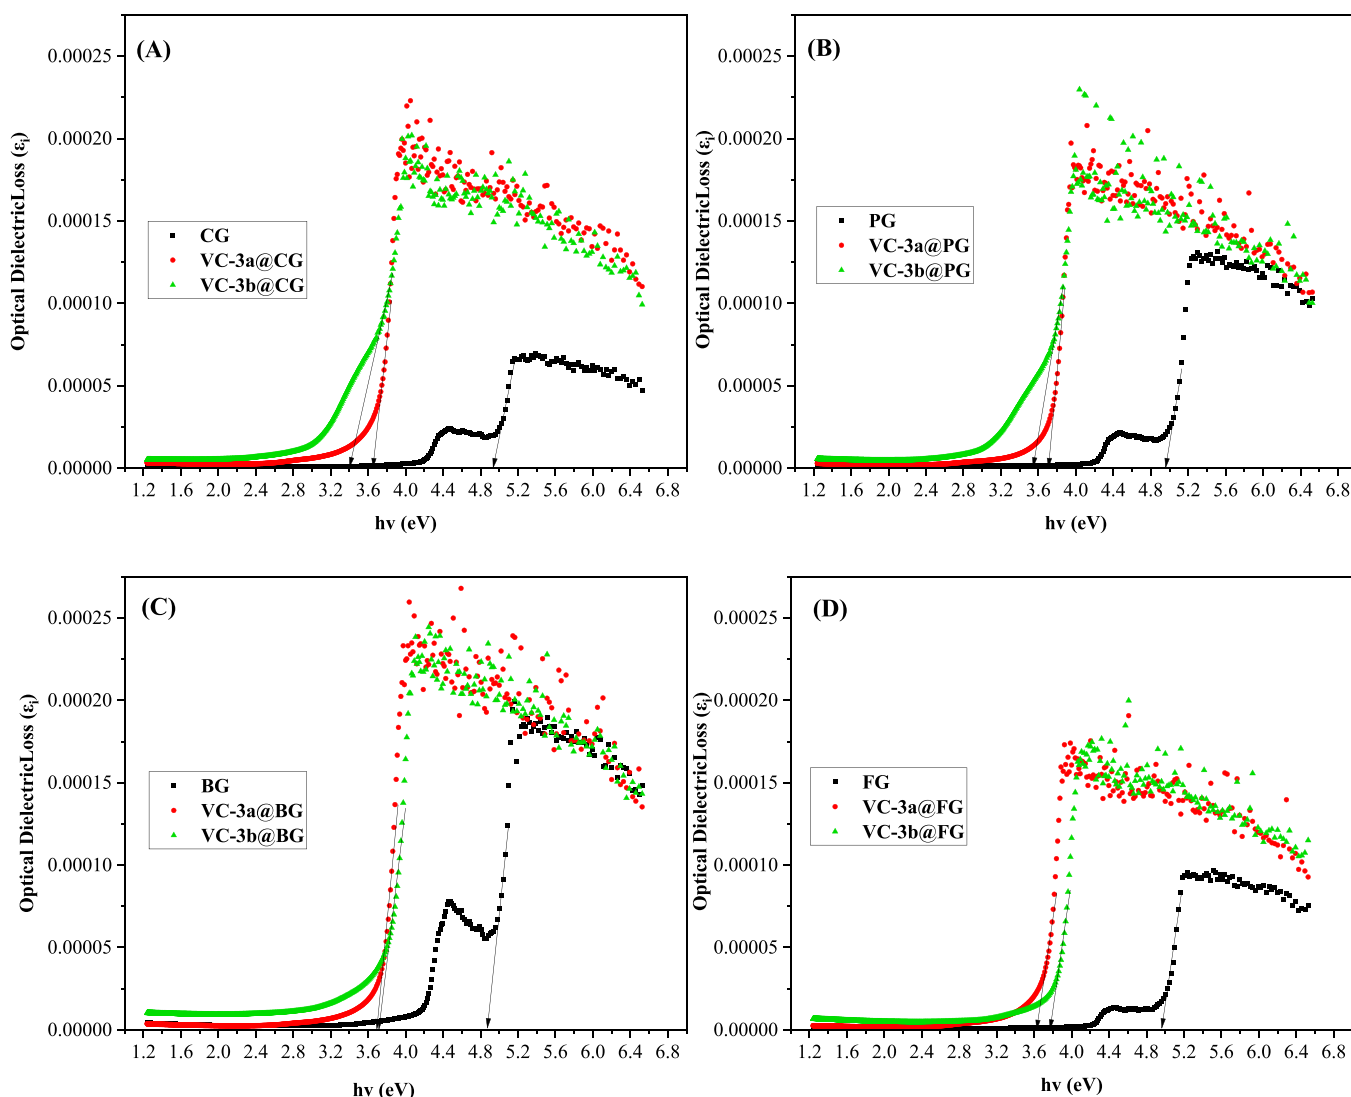 (A)
Optical DielectricLoss (εi)
0.00025
0.00020
0.00015
0.00010
0.00005
0.00000
CG
VC-3a@CG
VC-3b@CG
1.2 1.6 2.0 2.4 2.8 3.2 3.6 4.0 4.4 4.8 5.2 5.6 6.0 6.4 6.8
hv (eV)
(B)
Optical DielectricLoss (εi)
0.00025
0.00020
0.00015
0.00010
0.00005
0.00000
PG
VC-3a@PG
VC-3b@PG
1.2 1.6 2.0 2.4 2.8 3.2 3.6 4.0 4.4 4.8 5.2 5.6 6.0 6.4 6.8
hv (eV)
(C)
Optical DielectricLoss (εi)
0.00025
0.00020
0.00015
0.00010
0.00005
0.00000
BG
VC-3a@BG
VC-3b@BG
1.2 1.6 2.0 2.4 2.8 3.2 3.6 4.0 4.4 4.8 5.2 5.6 6.0 6.4 6.8
hv (eV)
(D)
Optical DielectricLoss (εi)
0.00025
0.00020
0.00015
0.00010
0.00005
0.00000
FG
VC-3a@FG
VC-3b@FG
1.2 1.6 2.0 2.4 2.8 3.2 3.6 4.0 4.4 4.8 5.2 5.6 6.0 6.4 6.8
hv (eV)